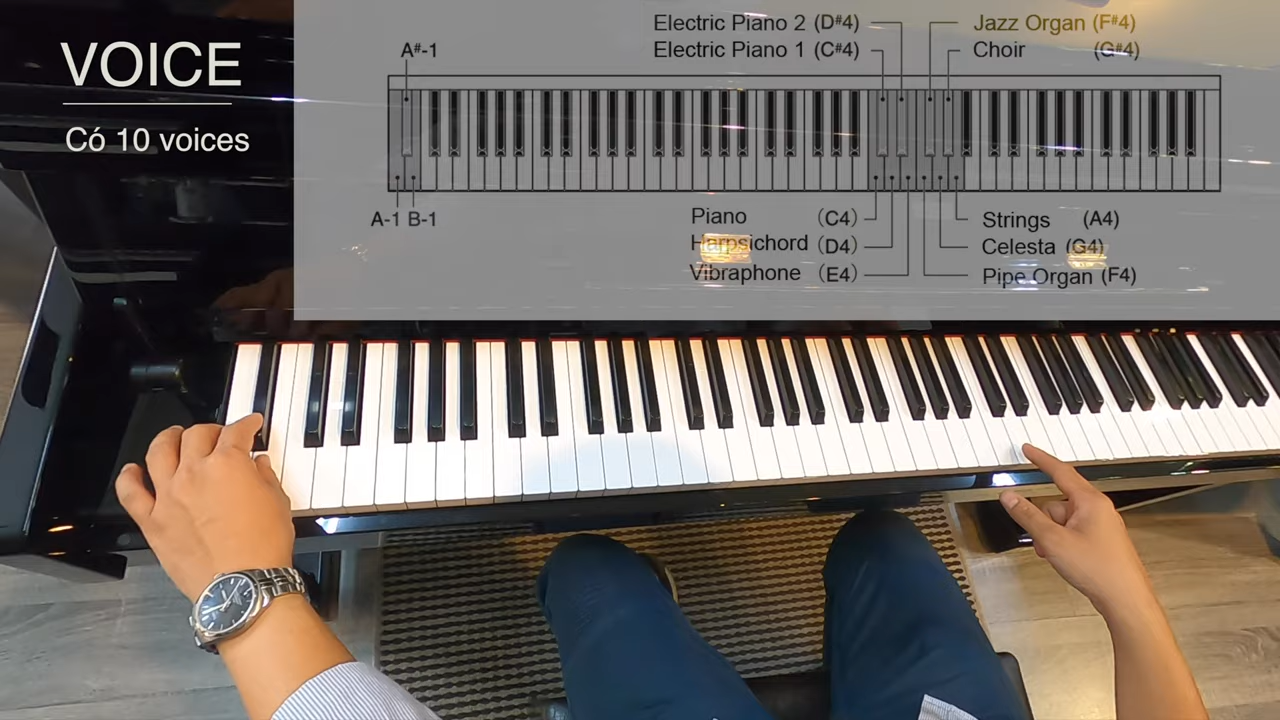 VOICE
Có 10 voices
Electric Piano 2 (D#4)
Jazz Organ (F#4)
A#-1
Electric Piano 1 (C#4)
Choir (G#4)
A-1 B-1
Piano (C4)
Strings (A4)
Harpsichord (D4)
Celesta (G4)
Vibraphone (E4)
Pipe Organ (F4)